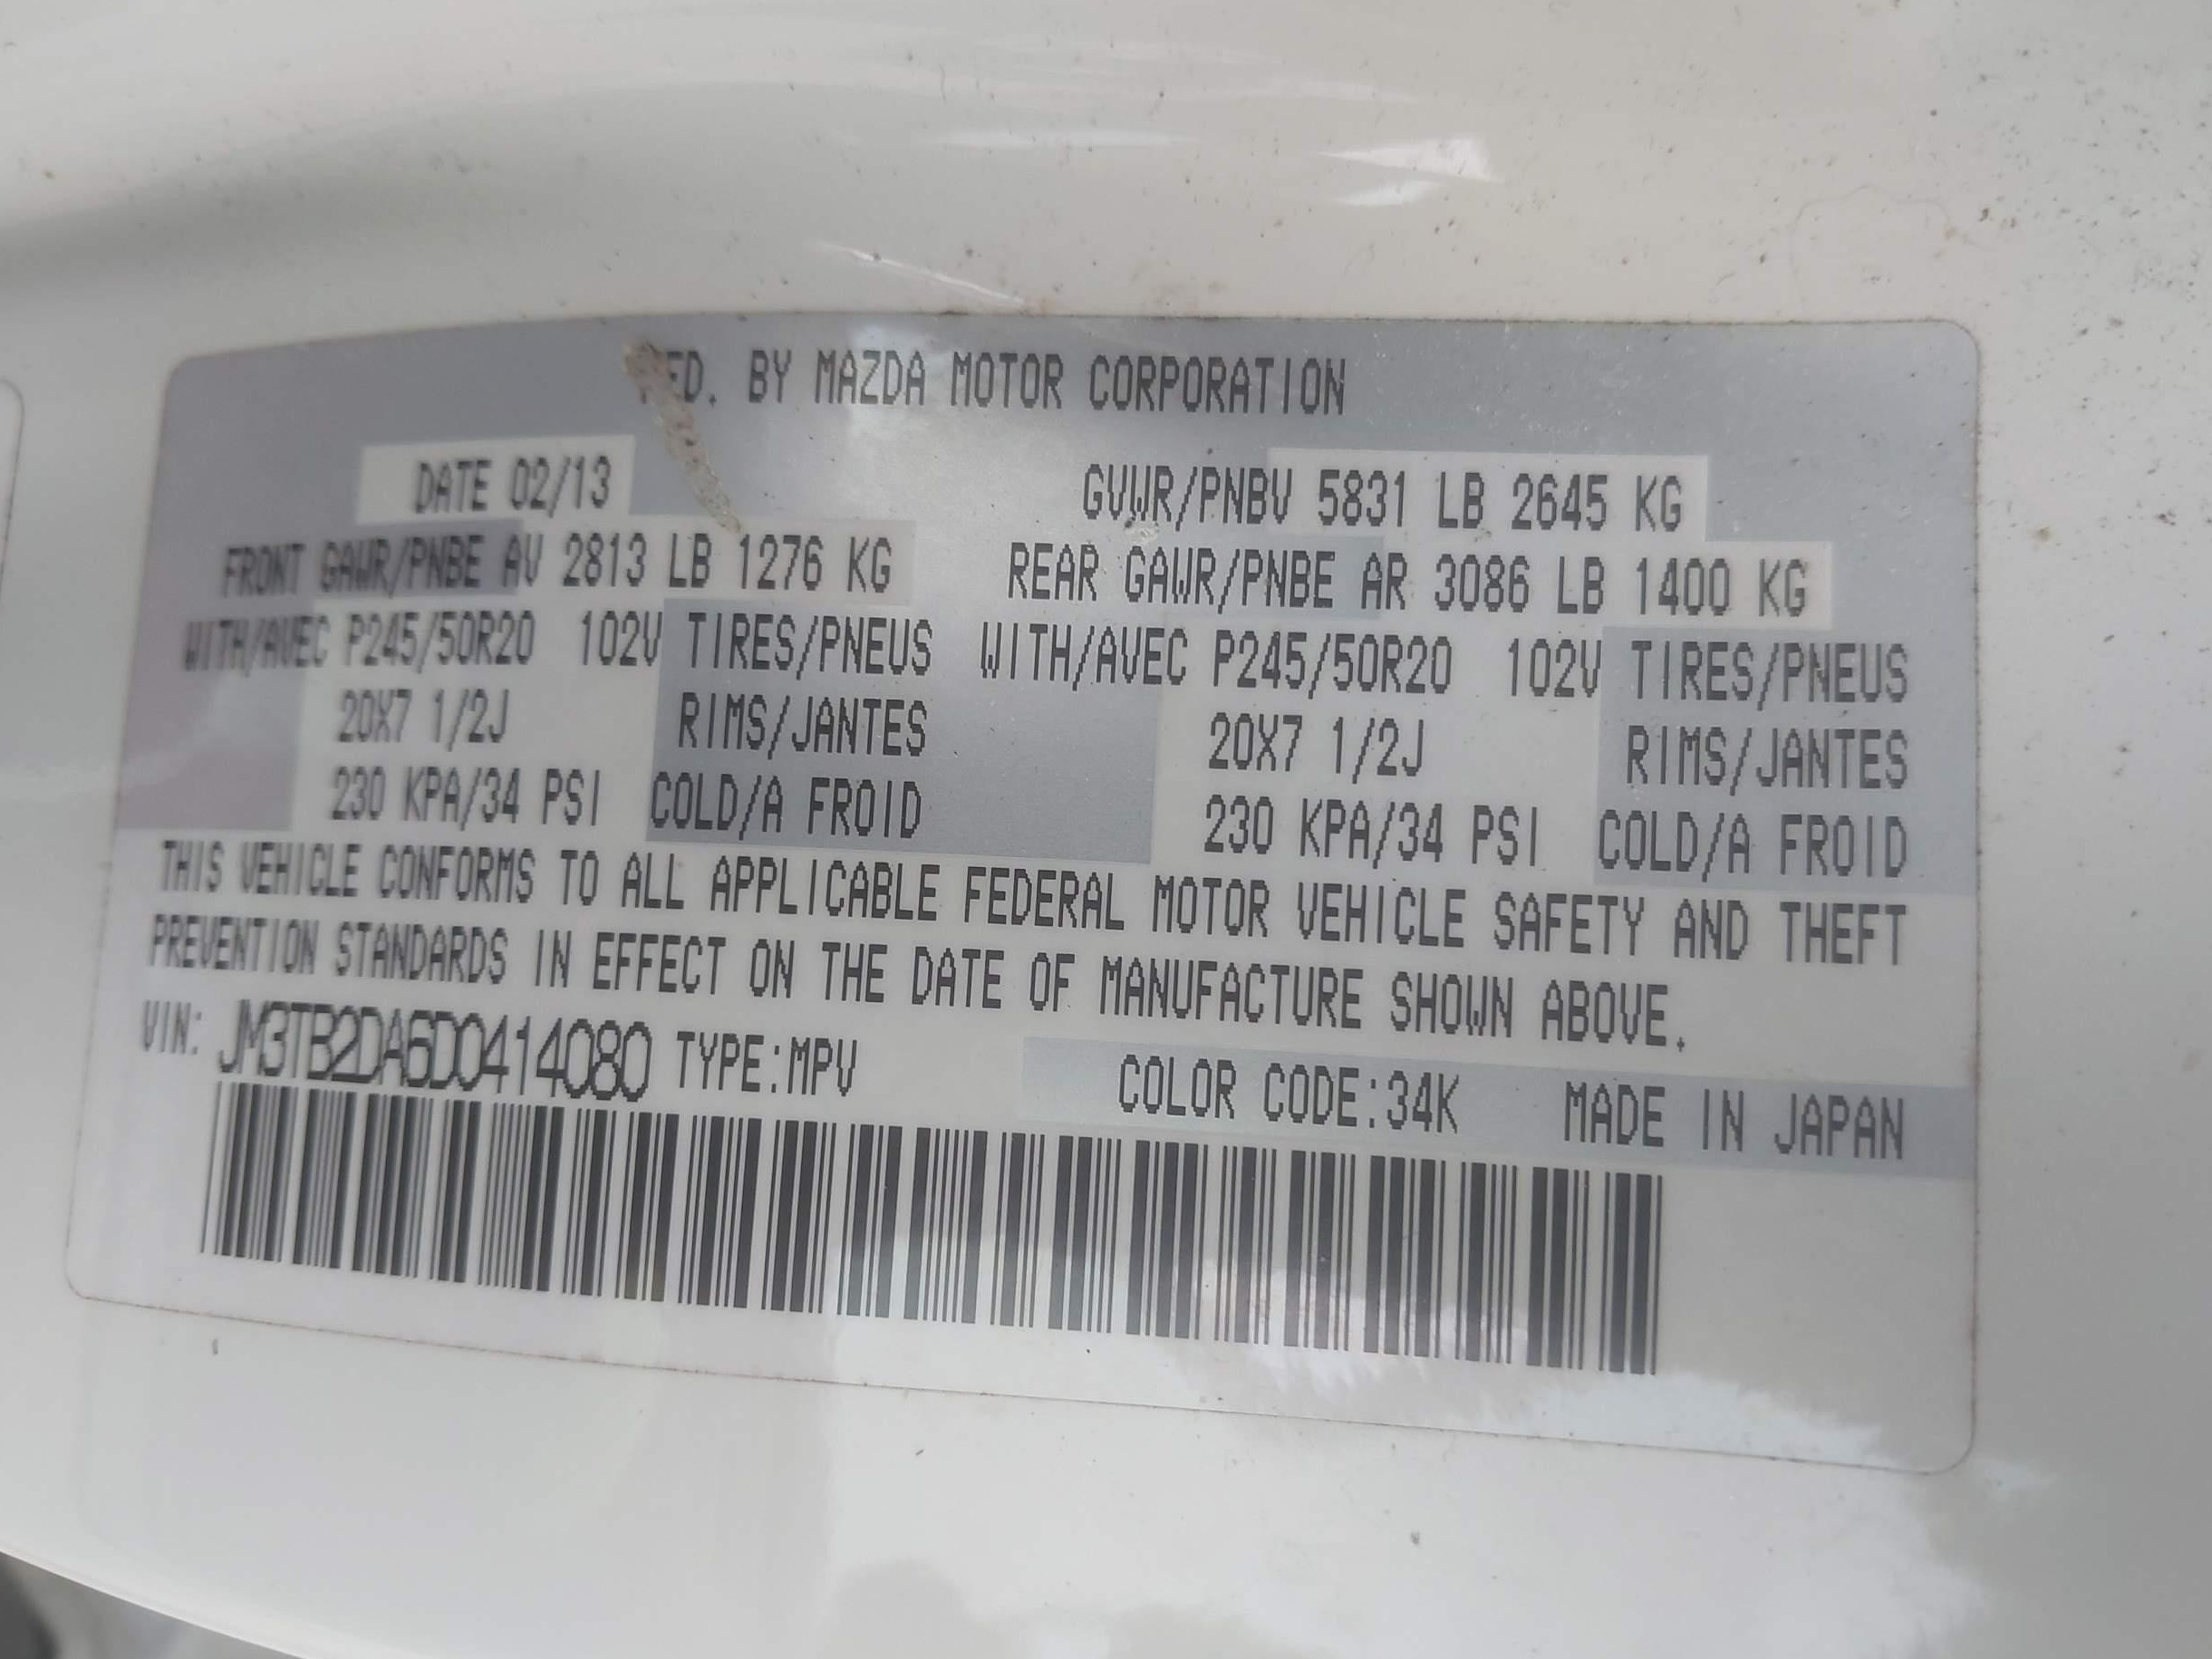 MFD. BY MAZDA MOTOR CORPORATION
DATE 02/13 GVWR/PNBV 5831 LB 2645 KG
FRONT GAWR/PNBE AV 2813 LB 1276 KG REAR GAWR/PNBE AR 3086 LB 1400 KG
WITH/AVEC P245/50R20 102V TIRES/PNEUS WITH/AVEC P245/50R20 102V TIRES/PNEUS
20X7 1/2J RIMS/JANTES 20X7 1/2J RIMS/JANTES
230 KPA/34 PSI COLD/A FROID 230 KPA/34 PSI COLD/A FROID
THIS VEHICLE CONFORMS TO ALL APPLICABLE FEDERAL MOTOR VEHICLE SAFETY AND THEFT
PREVENTION STANDARDS IN EFFECT ON THE DATE OF MANUFACTURE SHOWN ABOVE.
VIN: JM3TB2DA6D0414080 TYPE:MPV COLOR CODE:34K MADE IN JAPAN